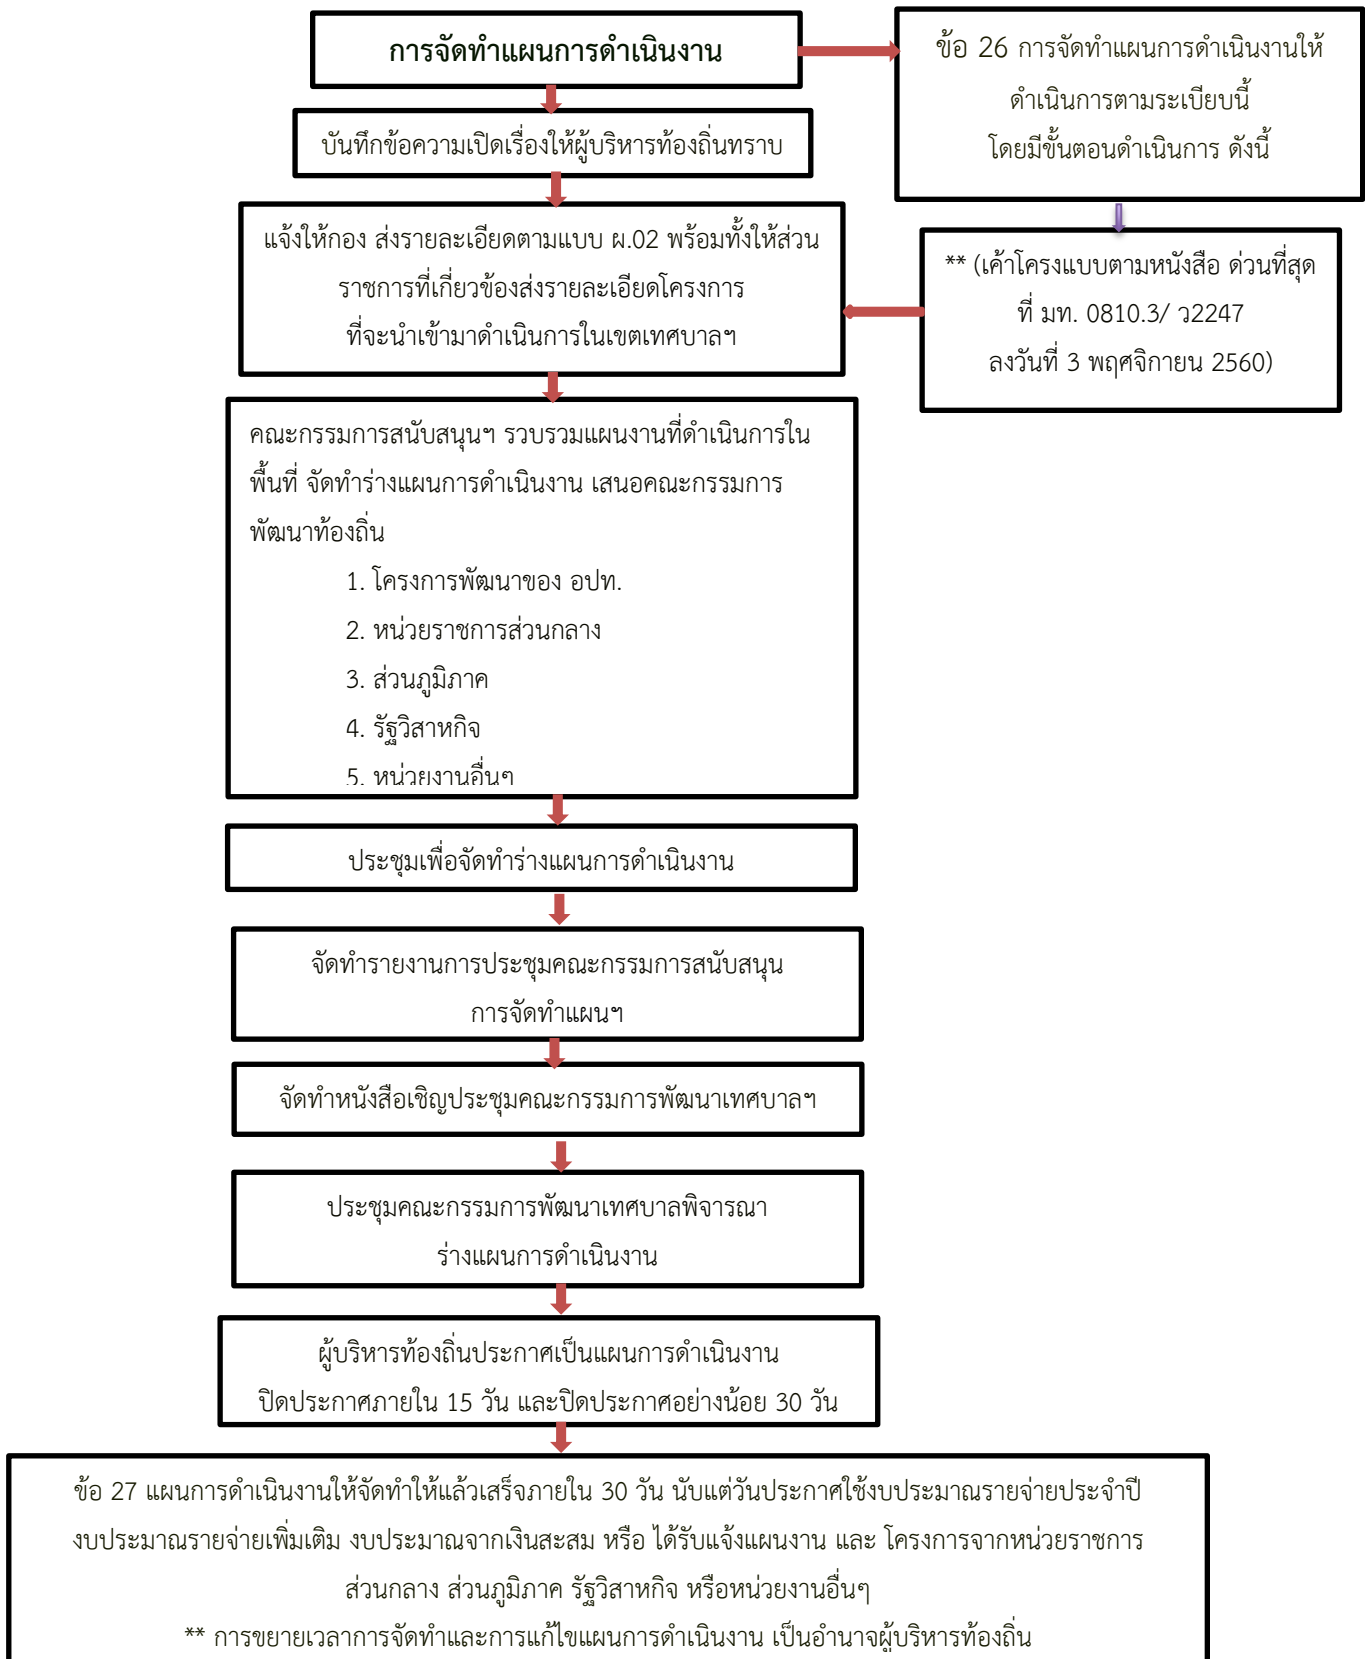 การจัดทำแผนการดำเนินงาน
ข้อ 26 การจัดทำแผนการดำเนินงานให้
ดำเนินการตามระเบียบนี้
โดยมีขั้นตอนดำเนินการ ดังนี้
บันทึกข้อความเปิดเรื่องให้ผู้บริหารท้องถิ่นทราบ
แจ้งให้กอง ส่งรายละเอียดตามแบบ ผ.02 พร้อมทั้งให้ส่วน
ราชการที่เกี่ยวข้องส่งรายละเอียดโครงการ
ที่จะนำเข้ามาดำเนินการในเขตเทศบาลฯ
** (เค้าโครงแบบตามหนังสือ ด่วนที่สุด
ที่ มท. 0810.3/ ว2247
ลงวันที่ 3 พฤศจิกายน 2560)
คณะกรรมการสนับสนุนฯ รวบรวมแผนงานที่ดำเนินการใน
พื้นที่ จัดทำร่างแผนการดำเนินงาน เสนอคณะกรรมการ
พัฒนาท้องถิ่น
1. โครงการพัฒนาของ อปท.
2. หน่วยราชการส่วนกลาง
3. ส่วนภูมิภาค
4. รัฐวิสาหกิจ
5. หน่วยงานอื่นๆ
ประชุมเพื่อจัดทำร่างแผนการดำเนินงาน
จัดทำรายงานการประชุมคณะกรรมการสนับสนุน
การจัดทำแผนฯ
จัดทำหนังสือเชิญประชุมคณะกรรมการพัฒนาเทศบาลฯ
ประชุมคณะกรรมการพัฒนาเทศบาลพิจารณา
ร่างแผนการดำเนินงาน
ผู้บริหารท้องถิ่นประกาศเป็นแผนการดำเนินงาน
ปิดประกาศภายใน 15 วัน และปิดประกาศอย่างน้อย 30 วัน
ข้อ 27 แผนการดำเนินงานให้จัดทำให้แล้วเสร็จภายใน 30 วัน นับแต่วันประกาศใช้งบประมาณรายจ่ายประจำปี
งบประมาณรายจ่ายเพิ่มเติม งบประมาณจากเงินสะสม หรือ ได้รับแจ้งแผนงาน และ โครงการจากหน่วยราชการ
ส่วนกลาง ส่วนภูมิภาค รัฐวิสาหกิจ หรือหน่วยงานอื่นๆ
** การขยายเวลาการจัดทำและการแก้ไขแผนการดำเนินงาน เป็นอำนาจผู้บริหารท้องถิ่น